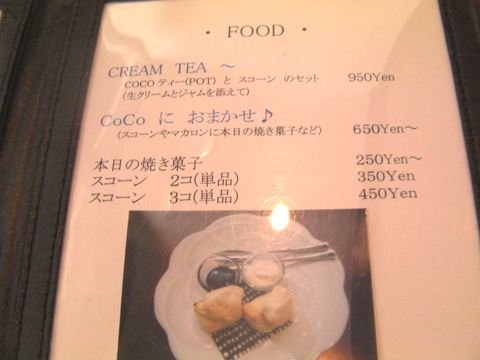 ・ FOOD ・
CREAM TEA ～
COCO ティー(POT) と スコーン のセット 950Yen
(生クリームとジャムを添えて)
CoCo に おまかせ♪
(スコーンやマカロンに本日の焼き菓子など) 650Yen～
本日の焼き菓子 250Yen～
スコーン 2コ(単品) 350Yen
スコーン 3コ(単品) 450Yen